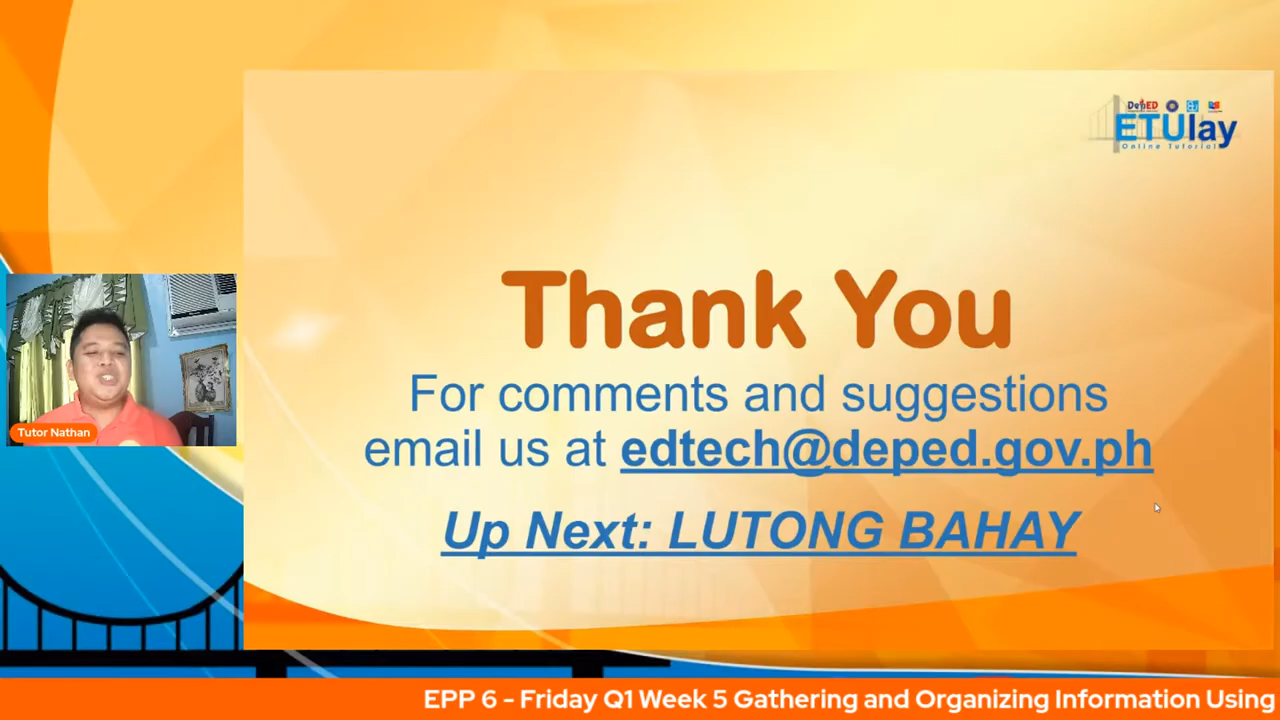 DepED
ETUlay
Online Tutorial
Thank You
For comments and suggestions
email us at edtech@deped.gov.ph
Up Next: LUTONG BAHAY
Tutor Nathan
EPP 6 - Friday Q1 Week 5 Gathering and Organizing Information Using